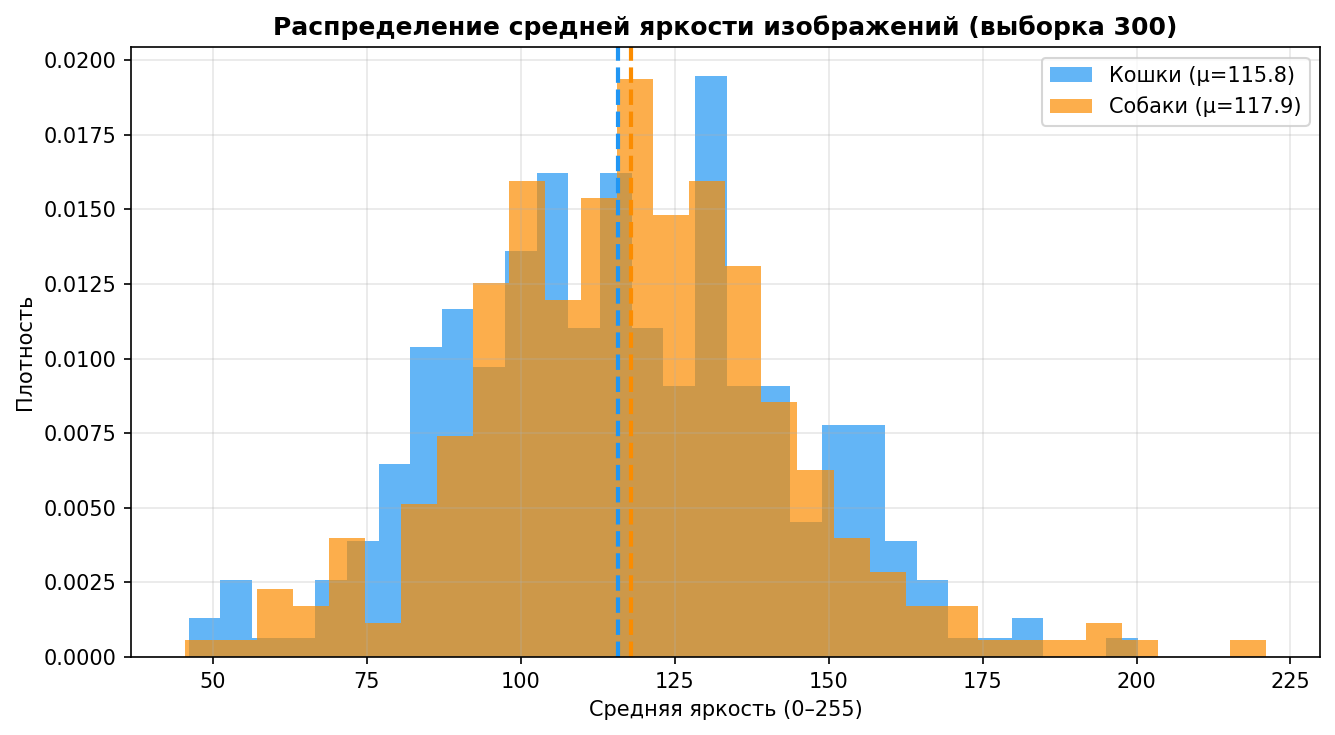 Распределение средней яркости изображений (выборка 300)
Кошки (μ=115.8)
Собаки (μ=117.9)
Плотность
0.0200
0.0175
0.0150
0.0125
0.0100
0.0075
0.0050
0.0025
0.0000
50 75 100 125 150 175 200 225
Средняя яркость (0–255)